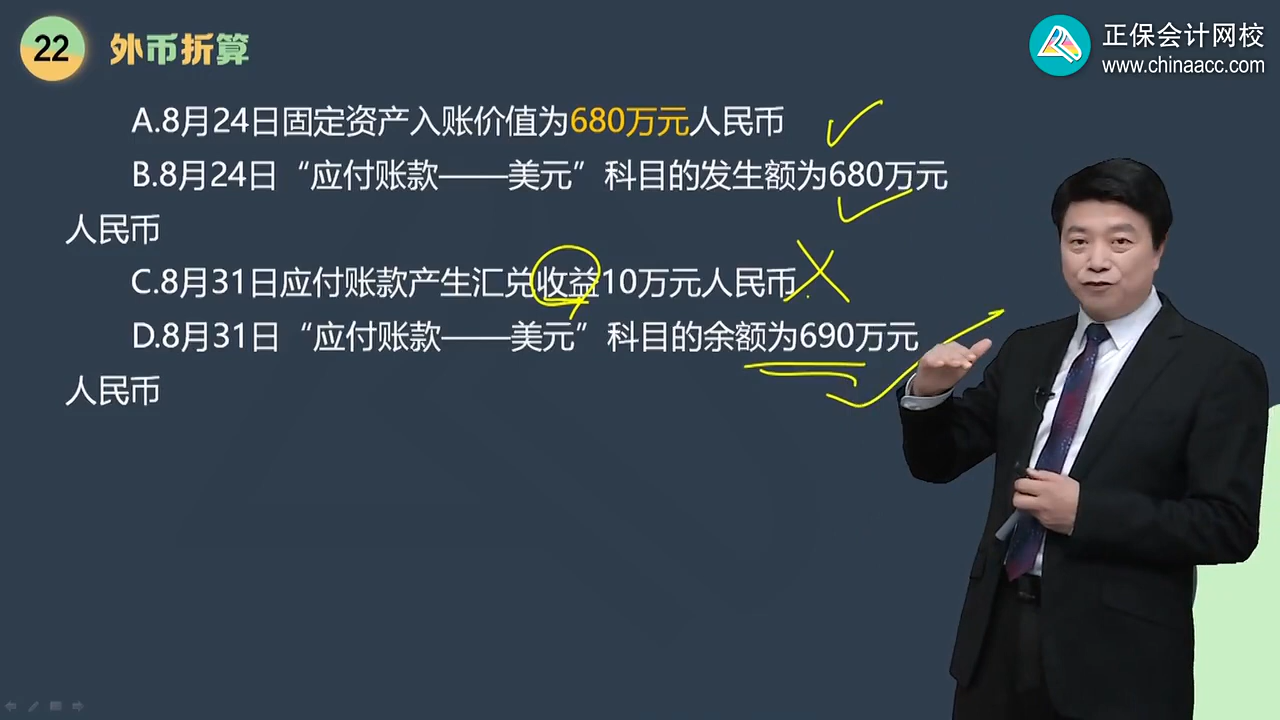 22 外币折算
正保会计网校
www.chinaacc.com
A.8月24日固定资产入账价值为680万元人民币
B.8月24日“应付账款——美元”科目的发生额为680万元
人民币
C.8月31日应付账款产生汇兑收益10万元人民币
D.8月31日“应付账款——美元”科目的余额为690万元
人民币